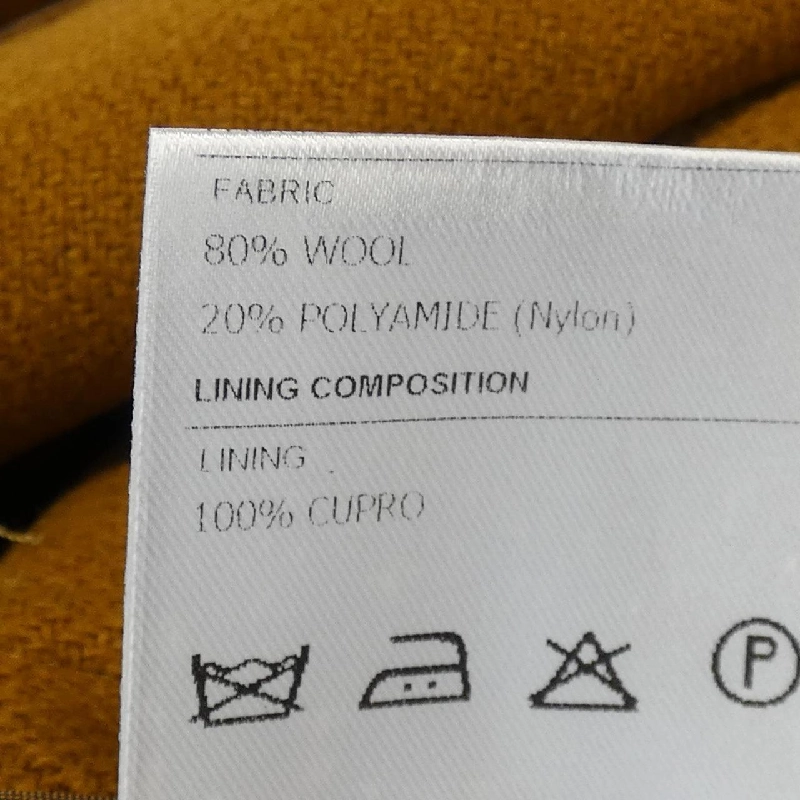 FABRIC
80% WOOL
20% POLYAMIDE (Nylon)
LINING COMPOSITION
LINING
100% CUPRO
P